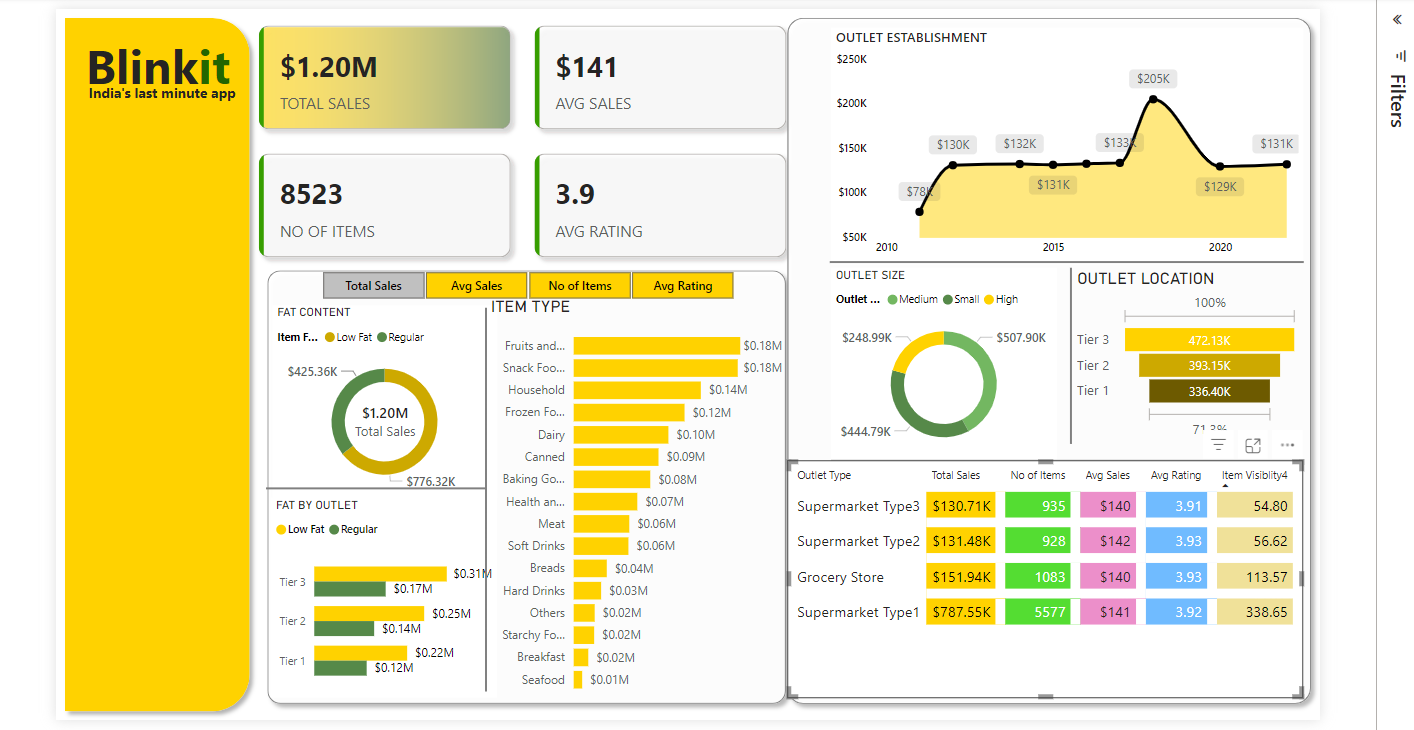 Blinkit
India's last minute app
$1.20M
TOTAL SALES
$141
AVG SALES
8523
NO OF ITEMS
3.9
AVG RATING
Total Sales
Avg Sales
No of Items
Avg Rating
FAT CONTENT
Item F... Low Fat Regular
$425.36K
$1.20M
Total Sales
$776.32K
FAT BY OUTLET
Low Fat Regular
Tier 3 $0.31M
$0.17M
Tier 2 $0.25M
$0.14M
Tier 1 $0.22M
$0.12M
ITEM TYPE
Fruits and... $0.18M
Snack Foo... $0.18M
Household $0.14M
Frozen Fo... $0.12M
Dairy $0.10M
Canned $0.09M
Baking Go... $0.08M
Health an... $0.07M
Meat $0.06M
Soft Drinks $0.06M
Breads $0.04M
Hard Drinks $0.03M
Others $0.02M
Starchy Fo... $0.02M
Breakfast $0.02M
Seafood $0.01M
OUTLET ESTABLISHMENT
$250K
$200K
$150K
$100K
$50K
$78K
$130K
$132K
$131K
$133K
$205K
$129K
$131K
2010 2015 2020
OUTLET SIZE
Outlet ... Medium Small High
$248.99K
$507.90K
$444.79K
OUTLET LOCATION
100%
Tier 3 472.13K
Tier 2 393.15K
Tier 1 336.40K
71.3%
Outlet Type Total Sales No of Items Avg Sales Avg Rating Item Visiblity4
Supermarket Type3 $130.71K 935 $140 3.91 54.80
Supermarket Type2 $131.48K 928 $142 3.93 56.62
Grocery Store $151.94K 1083 $140 3.93 113.57
Supermarket Type1 $787.55K 5577 $141 3.92 338.65
Filters